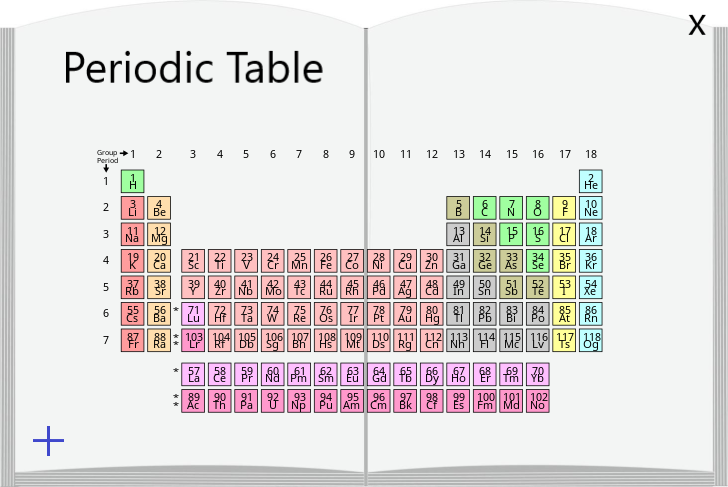 X
Periodic Table
Group 1 2 3 4 5 6 7 8 9 10 11 12 13 14 15 16 17 18
Period
1 1 H 2 He
2 3 Li 4 Be 5 B 6 C 7 N 8 O 9 F 10 Ne
3 11 Na 12 Mg 13 Al 14 Si 15 P 16 S 17 Cl 18 Ar
4 19 K 20 Ca 21 Sc 22 Ti 23 V 24 Cr 25 Mn 26 Fe 27 Co 28 Ni 29 Cu 30 Zn 31 Ga 32 Ge 33 As 34 Se 35 Br 36 Kr
5 37 Rb 38 Sr 39 Y 40 Zr 41 Nb 42 Mo 43 Tc 44 Ru 45 Rh 46 Pd 47 Ag 48 Cd 49 In 50 Sn 51 Sb 52 Te 53 I 54 Xe
6 55 Cs 56 Ba * 71 Lu 72 Hf 73 Ta 74 W 75 Re 76 Os 77 Ir 78 Pt 79 Au 80 Hg 81 Tl 82 Pb 83 Bi 84 Po 85 At 86 Rn
7 87 Fr 88 Ra ** 103 Lr 104 Rf 105 Db 106 Sg 107 Bh 108 Hs 109 Mt 110 Ds 111 Rg 112 Cn 113 Nh 114 Fl 115 Mc 116 Lv 117 Ts 118 Og
* 57 La 58 Ce 59 Pr 60 Nd 61 Pm 62 Sm 63 Eu 64 Gd 65 Tb 66 Dy 67 Ho 68 Er 69 Tm 70 Yb
** 89 Ac 90 Th 91 Pa 92 U 93 Np 94 Pu 95 Am 96 Cm 97 Bk 98 Cf 99 Es 100 Fm 101 Md 102 No